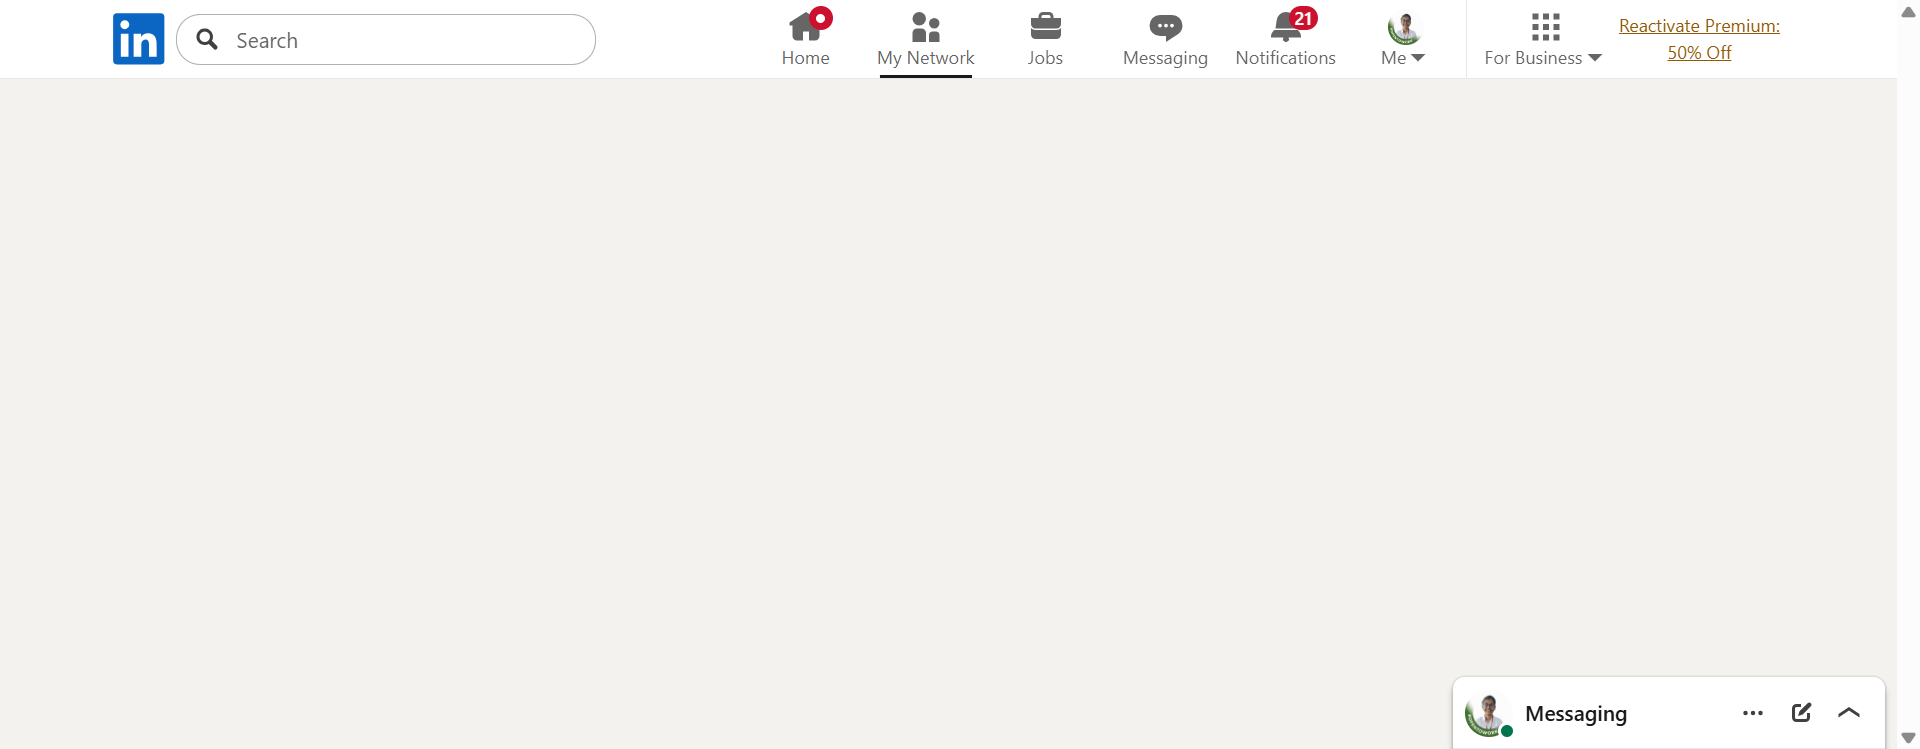 in
Search
Home
My Network
Jobs
Messaging
21
Notifications
Me
For Business
Reactivate Premium:
50% Off
Messaging